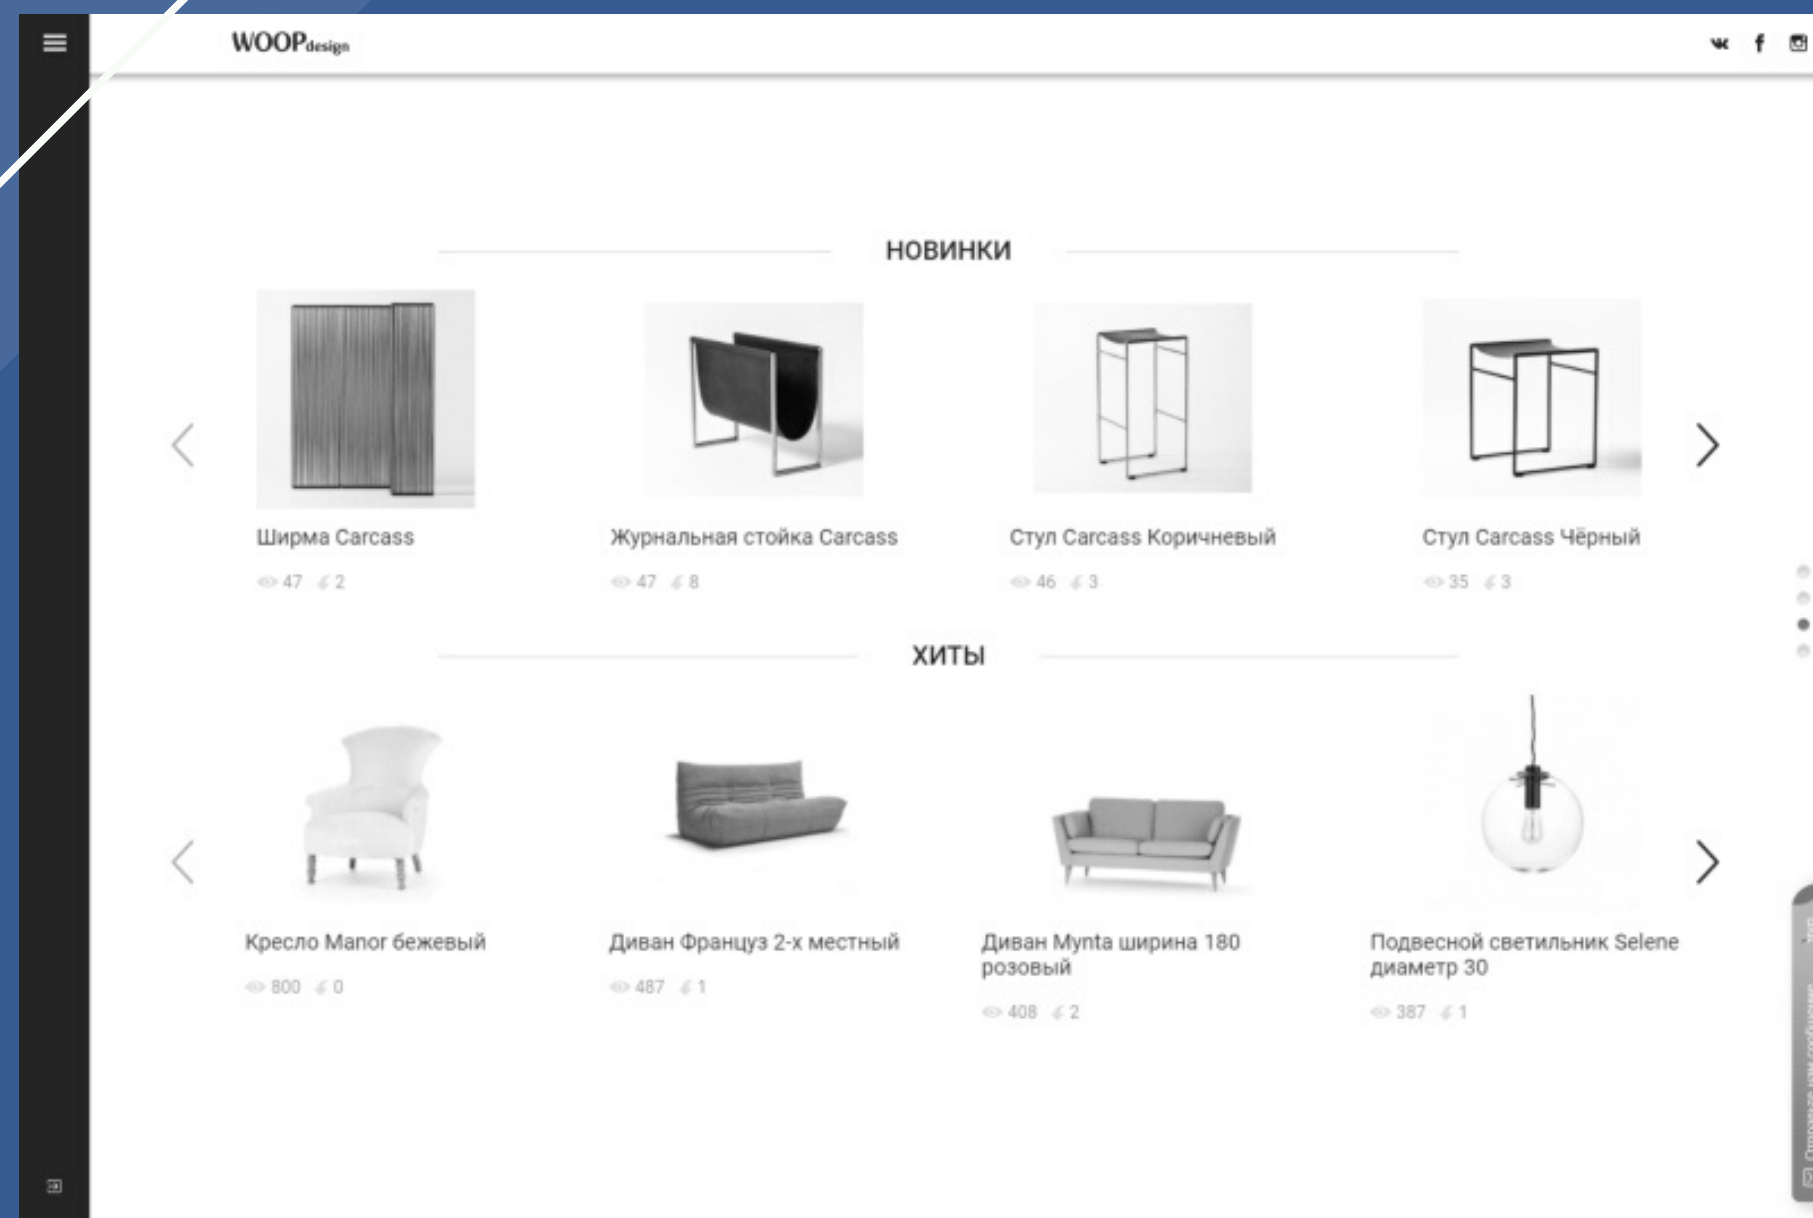 WOOPdesign
НОВИНКИ
Ширма Carcass
Журнальная стойка Carcass
Стул Carcass Коричневый
Стул Carcass Чёрный
47 2
47 8
46 3
35 3
ХИТЫ
Кресло Manor бежевый
Диван Француз 2-х местный
Диван Mynta ширина 180
розовый
Подвесной светильник Selene
диаметр 30
800 0
487 1
408 2
387 1